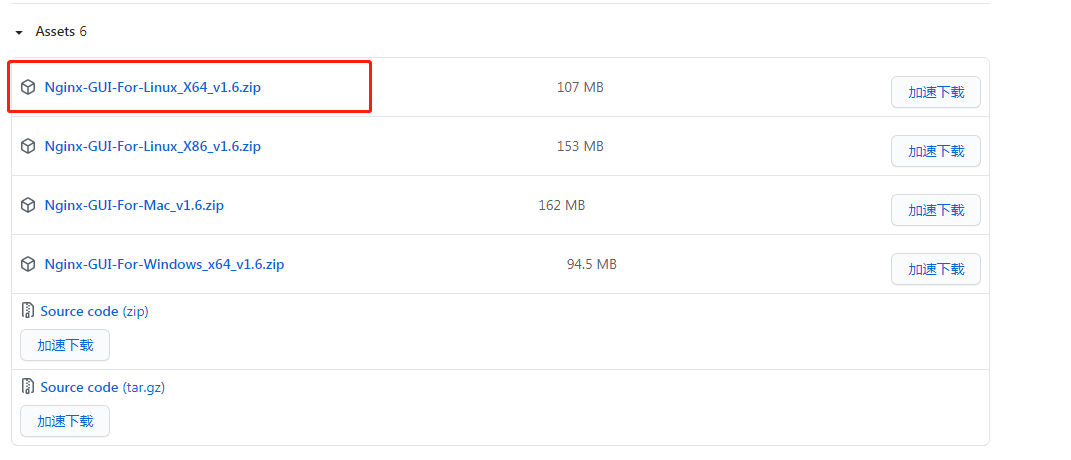 Assets 6
Nginx-GUI-For-Linux_X64_v1.6.zip 107 MB 加速下载
Nginx-GUI-For-Linux_X86_v1.6.zip 153 MB 加速下载
Nginx-GUI-For-Mac_v1.6.zip 162 MB 加速下载
Nginx-GUI-For-Windows_x64_v1.6.zip 94.5 MB 加速下载
Source code (zip)
加速下载
Source code (tar.gz)
加速下载